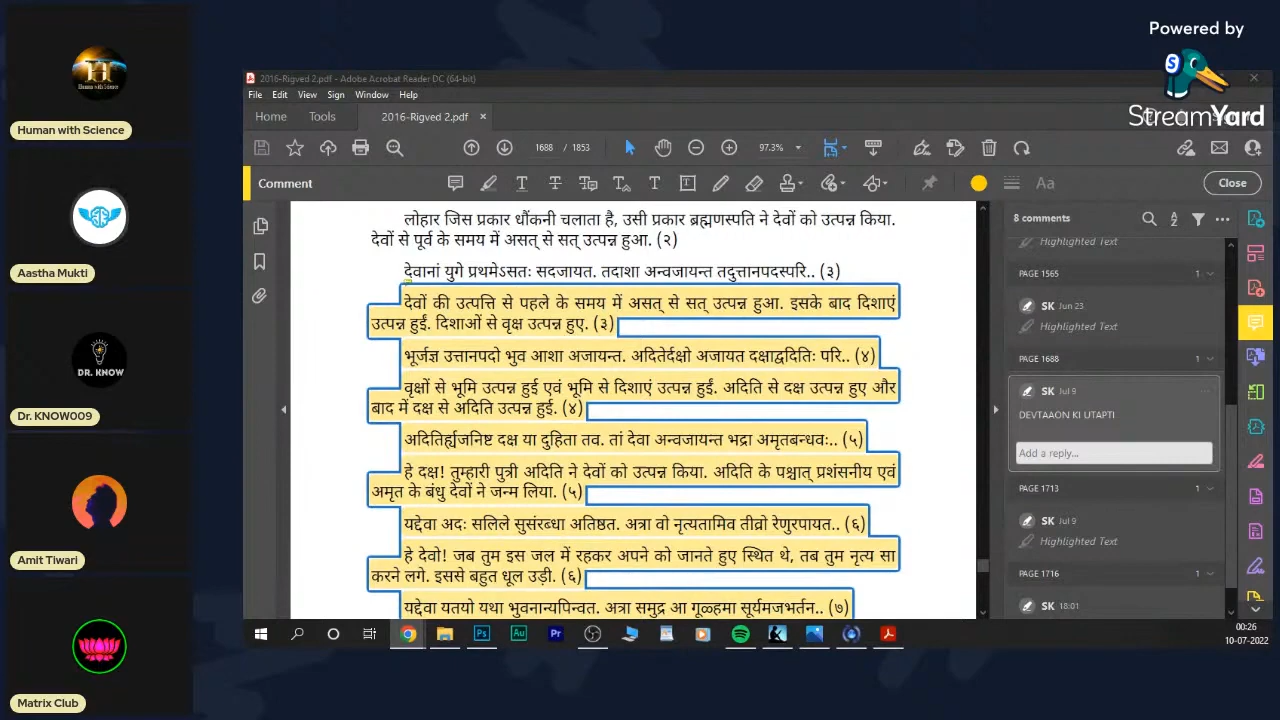 Powered by
StreamYard
Human with Science
Aastha Mukti
DR. KNOW
Dr. KNOW009
Amit Tiwari
Matrix Club
2016-Rigved 2.pdf - Adobe Acrobat Reader DC (64-bit)
File Edit View Sign Window Help
Home Tools 2016-Rigved 2.pdf
1688 / 1853 97.3%
Comment Aa Close
लोहार जिस प्रकार धौंकनी चलाता है, उसी प्रकार ब्रह्मणस्पति ने देवों को उत्पन्न किया.
देवों से पूर्व के समय में असत् से सत् उत्पन्न हुआ. (२)
देवानां युगे प्रथमेऽसतः सदजायत. तदाशा अन्वजायन्त तदुत्तानपदस्परि.. (३)
देवों की उत्पत्ति से पहले के समय में असत् से सत् उत्पन्न हुआ. इसके बाद दिशाएं
उत्पन्न हुईं. दिशाओं से वृक्ष उत्पन्न हुए. (३)
भूर्जज्ञ उत्तानपदो भुव आशा अजायन्त. अदितेर्दक्षो अजायत दक्षाद्वदितिः परि.. (४)
वृक्षों से भूमि उत्पन्न हुई एवं भूमि से दिशाएं उत्पन्न हुईं. अदिति से दक्ष उत्पन्न हुए और
बाद में दक्ष से अदिति उत्पन्न हुई. (४)
अदितिर्ह्यजनिष्ट दक्ष या दुहिता तव. तां देवा अन्वजायन्त भद्रा अमृतबन्धवः.. (५)
हे दक्ष! तुम्हारी पुत्री अदिति ने देवों को उत्पन्न किया. अदिति के पश्चात् प्रशंसनीय एवं
अमृत के बंधु देवों ने जन्म लिया. (५)
यद्देवा अदः सलिले सुसंरब्धा अतिष्ठत. अत्रा वो नृत्यतामिव तीव्रो रेणुरपायत.. (६)
हे देवो! जब तुम इस जल में रहकर अपने को जानते हुए स्थित थे, तब तुम नृत्य सा
करने लगे. इससे बहुत धूल उड़ी. (६)
यद्देवा यतयो यथा भुवनान्यपिन्वत. अत्रा समुद्र आ गूळ्हमा सूर्यमजभर्तन.. (७)
8 comments
Highlighted Text
PAGE 1565 1
SK Jun 23
Highlighted Text
PAGE 1688 1
SK Jul 9
DEVTAAON KI UTAPTI
Add a reply...
PAGE 1713 1
SK Jul 9
Highlighted Text
PAGE 1716 1
SK 18:01
Ps Au Pr
00:26
10-07-2022